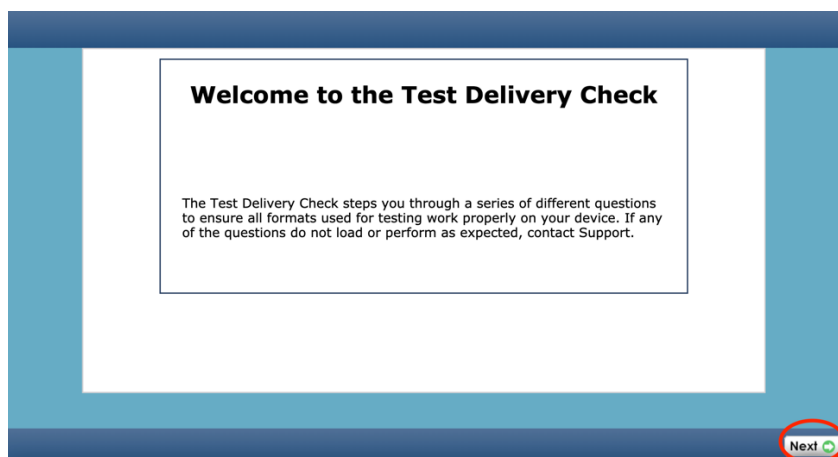 Welcome to the Test Delivery Check
The Test Delivery Check steps you through a series of different questions
to ensure all formats used for testing work properly on your device. If any
of the questions do not load or perform as expected, contact Support.
Next